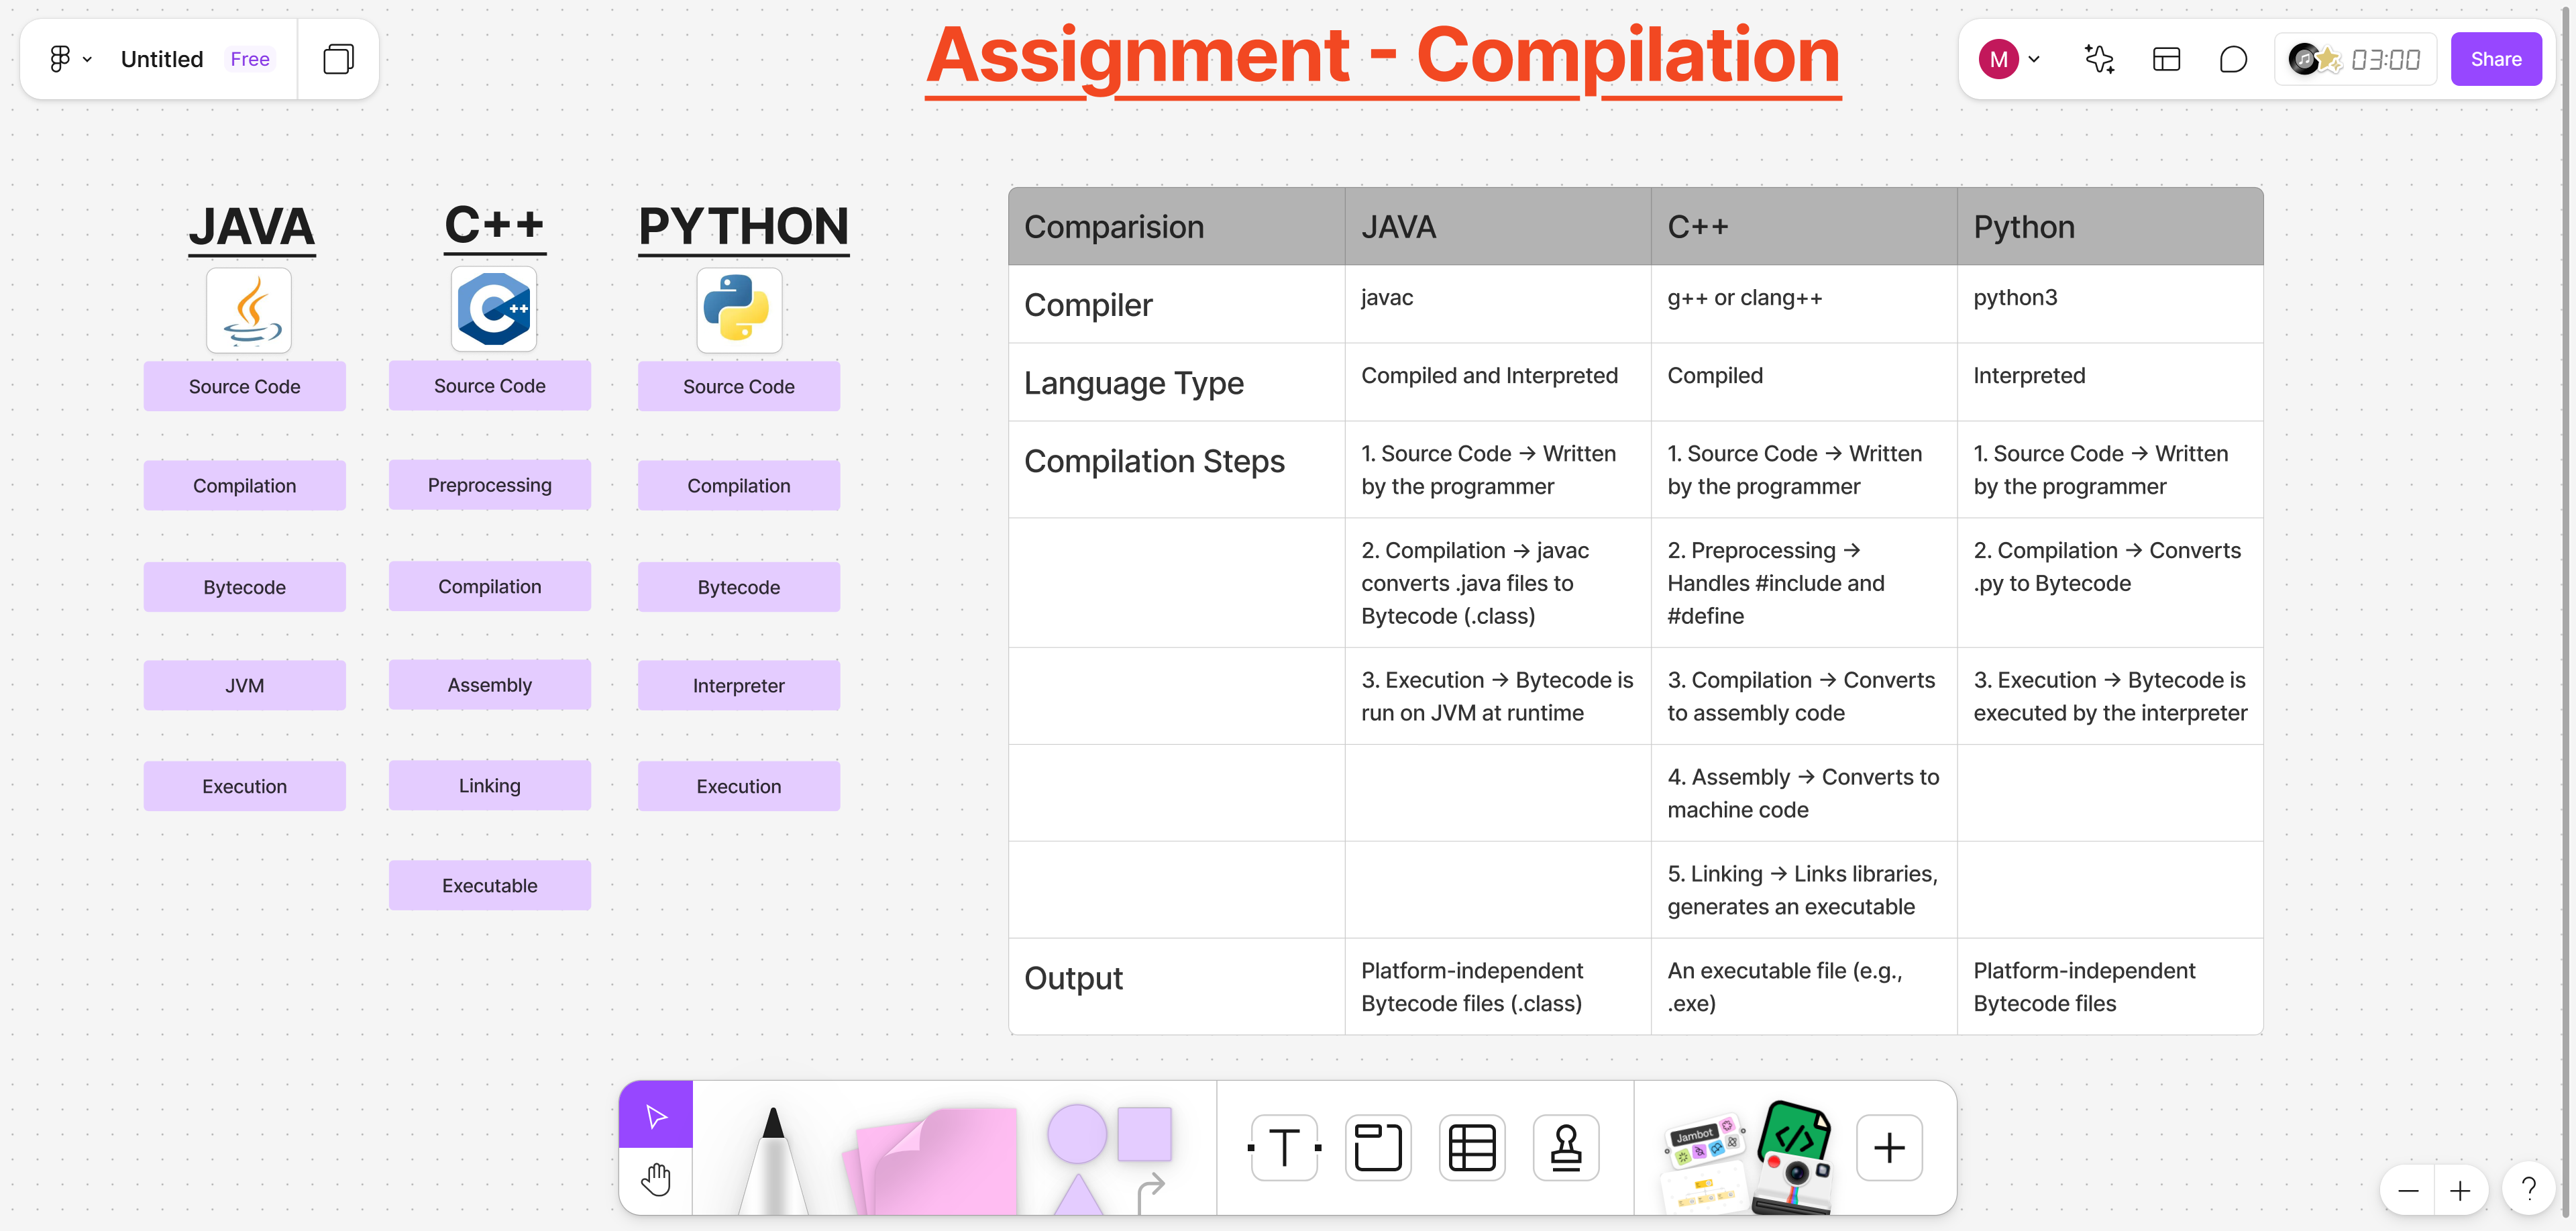 Untitled Free
Assignment - Compilation
M
03:00
Share
JAVA
C++
PYTHON
C++
Source Code
Source Code
Source Code
Compilation
Preprocessing
Compilation
Bytecode
Compilation
Bytecode
JVM
Assembly
Interpreter
Execution
Linking
Execution
Executable
Comparision
JAVA
C++
Python
Compiler
javac
g++ or clang++
python3
Language Type
Compiled and Interpreted
Compiled
Interpreted
Compilation Steps
1. Source Code → Written
by the programmer
1. Source Code → Written
by the programmer
1. Source Code → Written
by the programmer
2. Compilation → javac
converts .java files to
Bytecode (.class)
2. Preprocessing →
Handles #include and
#define
2. Compilation → Converts
.py to Bytecode
3. Execution → Bytecode is
run on JVM at runtime
3. Compilation → Converts
to assembly code
3. Execution → Bytecode is
executed by the interpreter
4. Assembly → Converts to
machine code
5. Linking → Links libraries,
generates an executable
Output
Platform-independent
Bytecode files (.class)
An executable file (e.g.,
.exe)
Platform-independent
Bytecode files
T
Jambot
</>
?